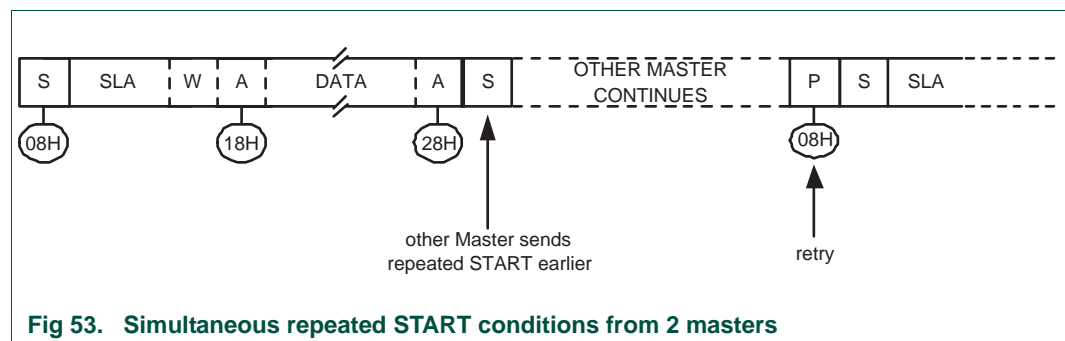 S SLA W A DATA A S OTHER MASTER CONTINUES P S SLA
08H 18H 28H 08H
other Master sends
repeated START earlier
retry
Fig 53. Simultaneous repeated START conditions from 2 masters